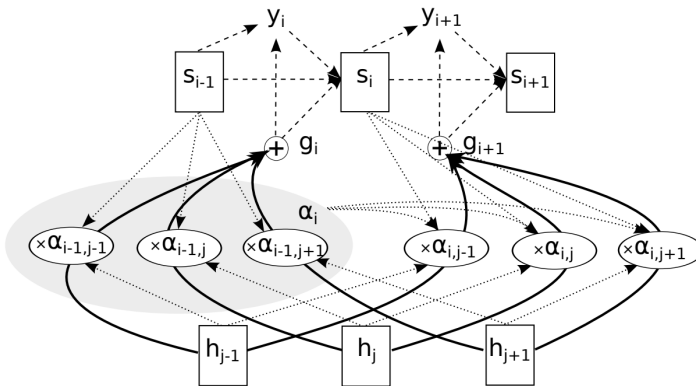 y_i y_{i+1}
s_{i-1} s_i s_{i+1}
+ g_i + g_{i+1}
α_i
×α_{i-1,j-1} ×α_{i-1,j} ×α_{i-1,j+1} ×α_{i,j-1} ×α_{i,j} ×α_{i,j+1}
h_{j-1} h_j h_{j+1}